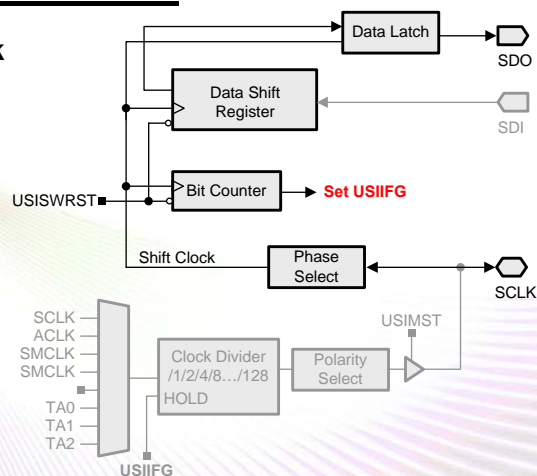 k
Data Latch
SDO
Data Shift
Register
SDI
USISWRST
Bit Counter
Set USIIFG
Shift Clock
Phase
Select
SCLK
SCLK
ACLK
SMCLK
SMCLK
TA0
TA1
TA2
Clock Divider
/1/2/4/8…/128
HOLD
Polarity
Select
USIMST
USIIFG